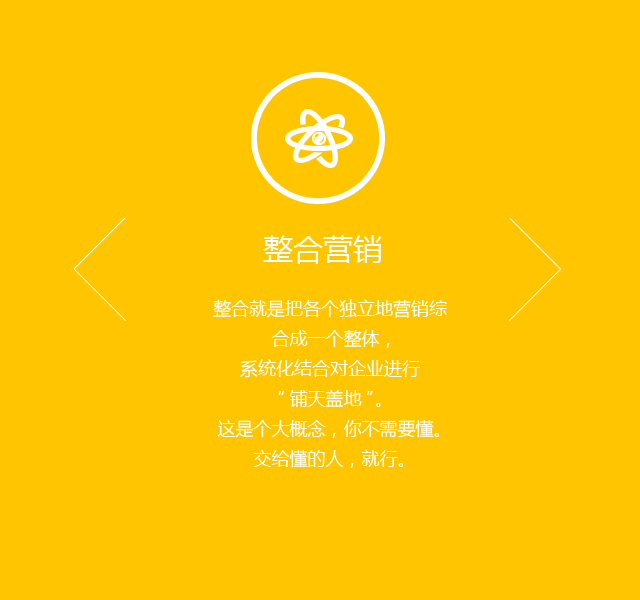 整合营销
整合就是把各个独立地营销综
合成一个整体，
系统化结合对企业进行
“铺天盖地”。
这是个大概念，你不需要懂。
交给懂的人，就行。